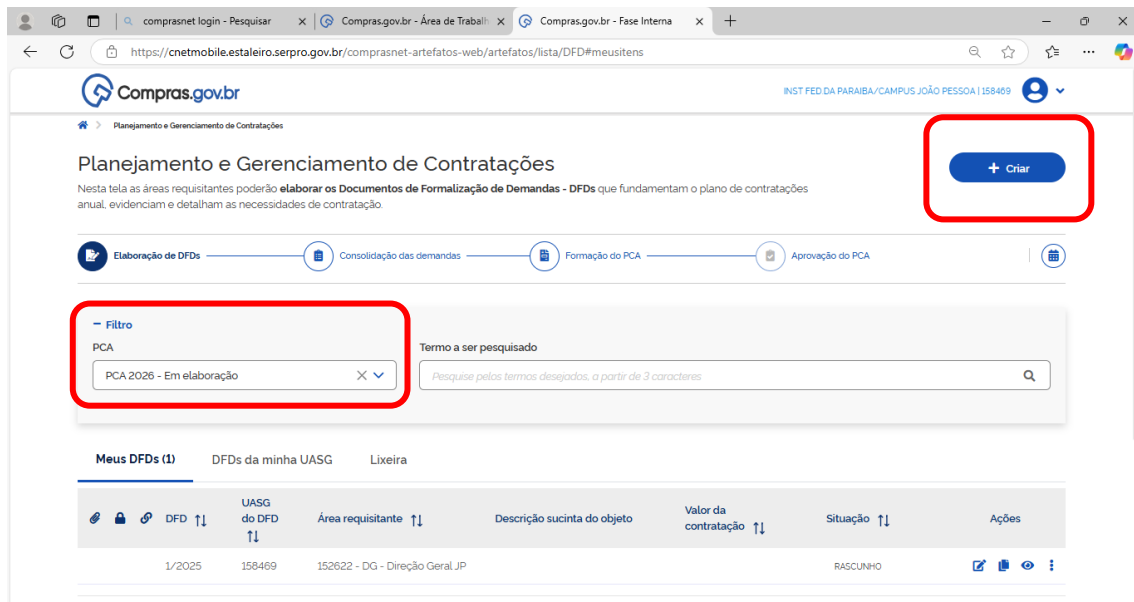 comprasnet login - Pesquisar
Compras.gov.br - Área de Trabalh
Compras.gov.br - Fase Interna
https://cnetmobile.estaleiro.serpro.gov.br/comprasnet-artefatos-web/artefatos/lista/DFD#meusitens
Compras.gov.br
INST FED.DA PARAIBA/CAMPUS JOÃO PESSOA | 158469
Planejamento e Gerenciamento de Contratações
Planejamento e Gerenciamento de Contratações
+ Criar
Nesta tela as áreas requisitantes poderão elaborar os Documentos de Formalização de Demandas - DFDs que fundamentam o plano de contratações
anual, evidenciam e detalham as necessidades de contratação.
Elaboração de DFDs
Consolidação das demandas
Formação do PCA
Aprovação do PCA
− Filtro
PCA
Termo a ser pesquisado
PCA 2026 - Em elaboração
Pesquise pelos termos desejados, a partir de 3 caracteres
Meus DFDs (1)
DFDs da minha UASG
Lixeira
DFD
UASG
do DFD
Área requisitante
Descrição sucinta do objeto
Valor da
contratação
Situação
Ações
1/2025
158469
152622 - DG - Direção Geral JP
RASCUNHO